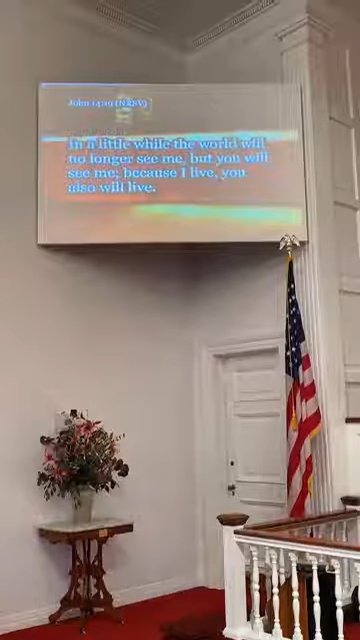 John 14:19 (NRSV)
In a little while the world will
no longer see me, but you will
see me; because I live, you
also will live.